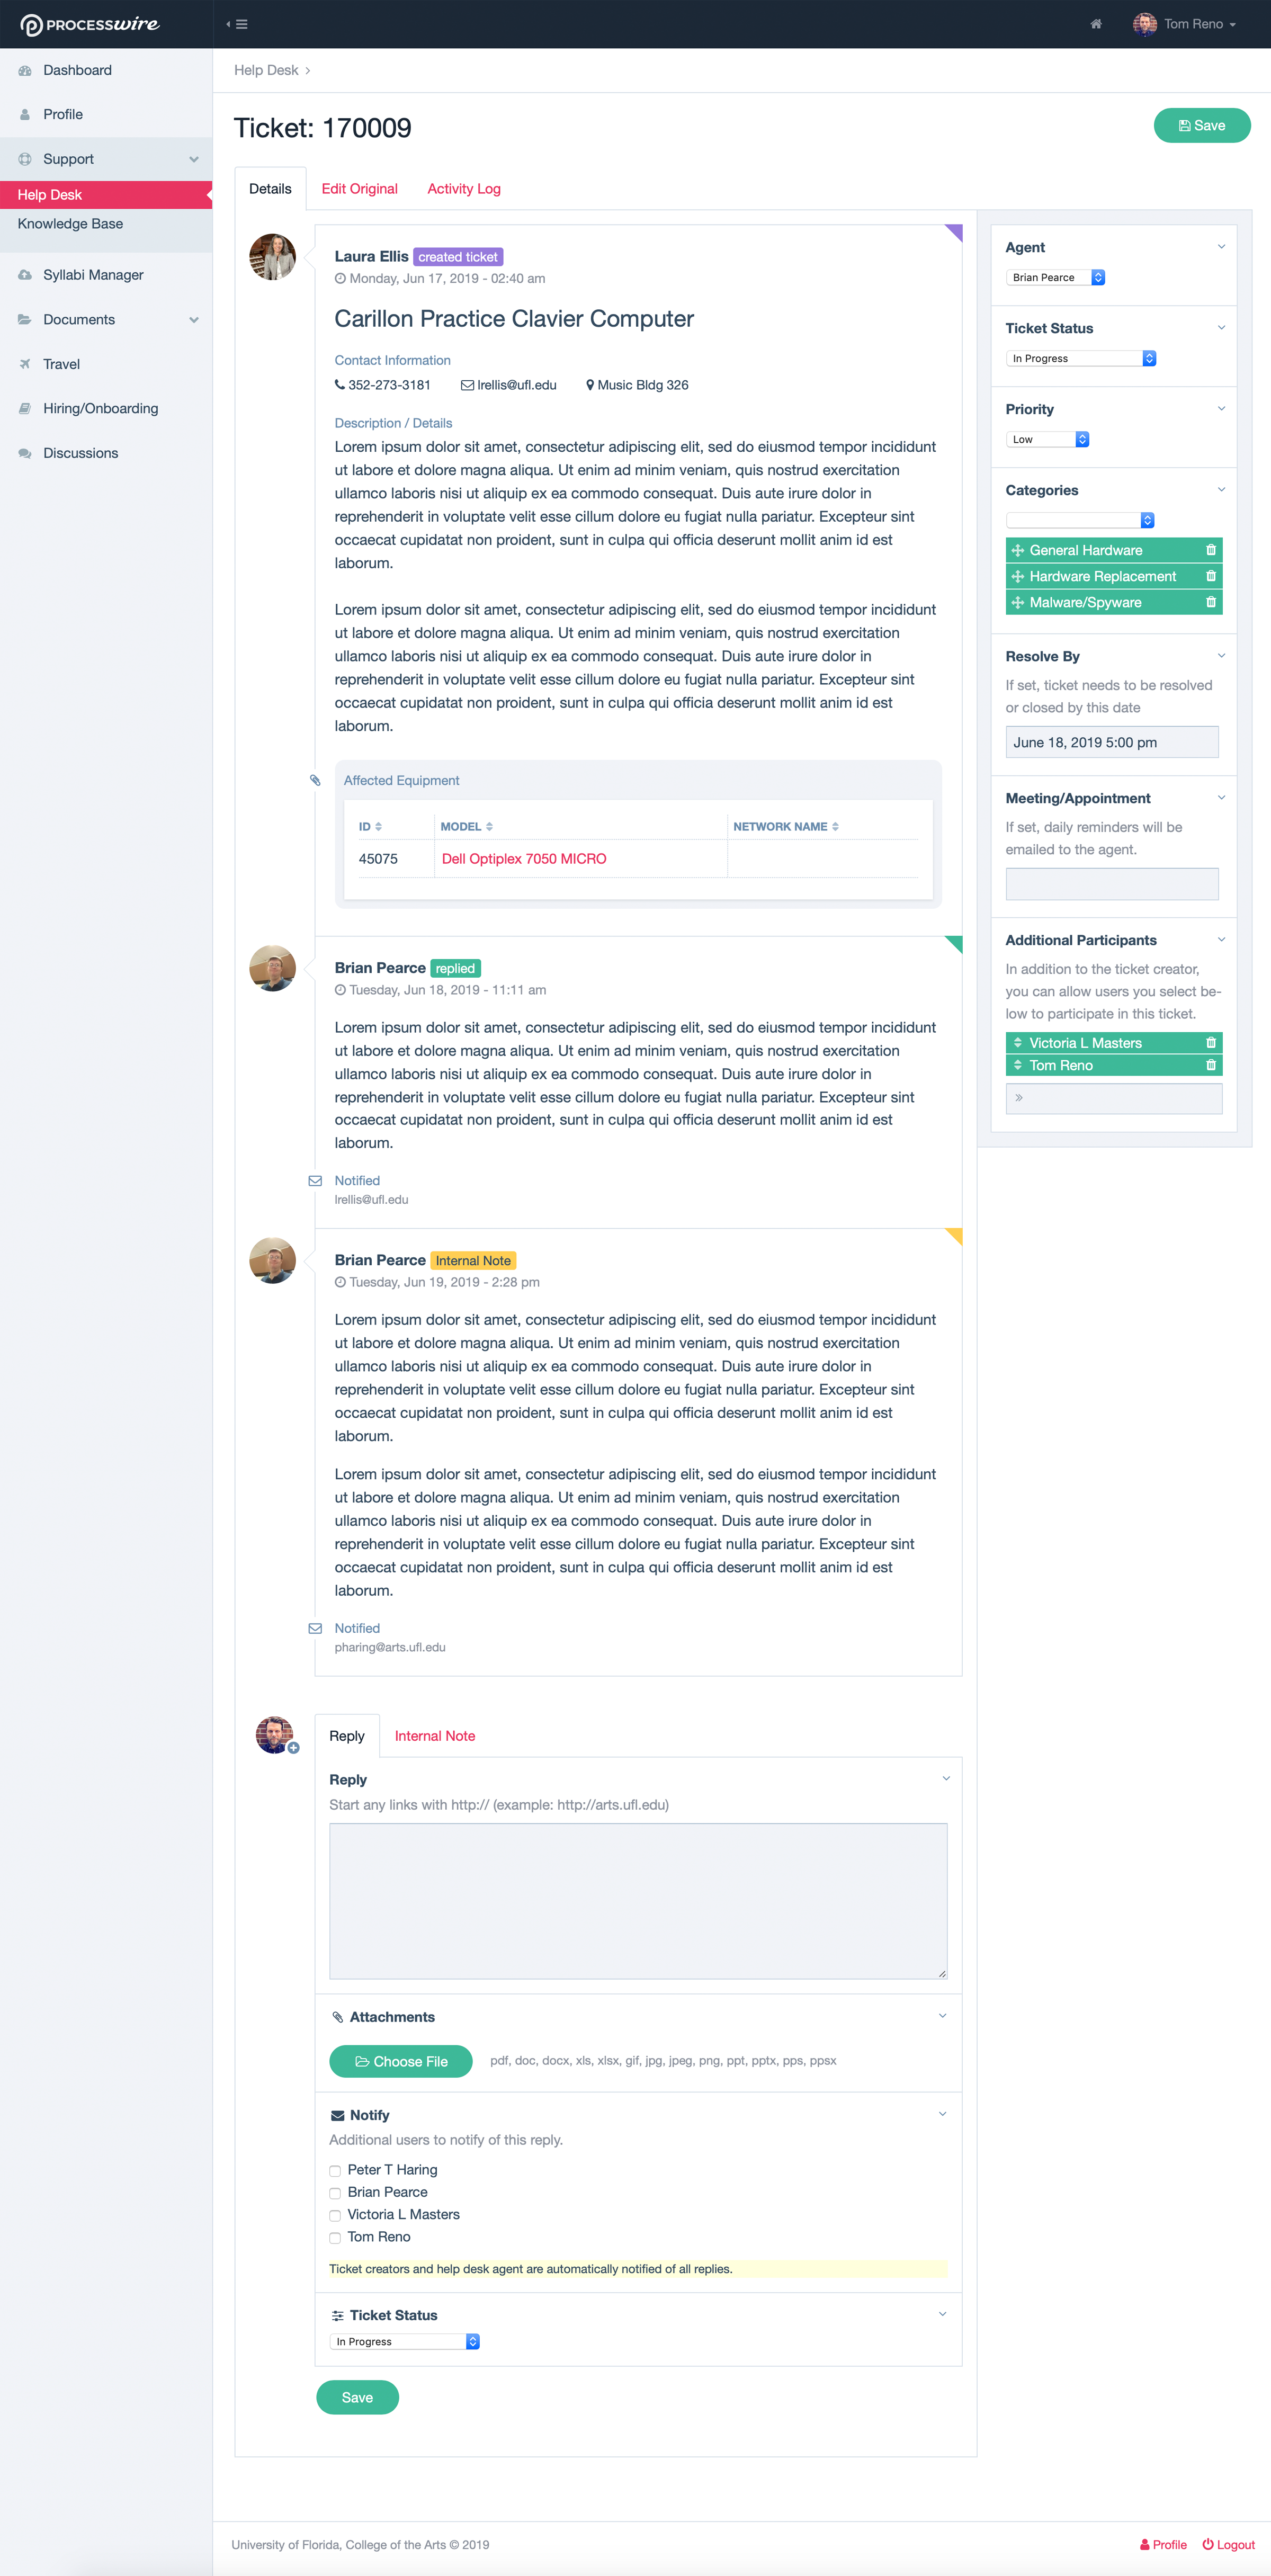 PROCESSWIRE
Tom Reno
Dashboard
Profile
Support
Help Desk
Knowledge Base
Syllabi Manager
Documents
Travel
Hiring/Onboarding
Discussions
Help Desk
Ticket: 170009
Save
Details
Edit Original
Activity Log
Laura Ellis created ticket
Monday, Jun 17, 2019 - 02:40 am
Carillon Practice Clavier Computer
Contact Information
352-273-3181 lrellis@ufl.edu Music Bldg 326
Description / Details
Lorem ipsum dolor sit amet, consectetur adipiscing elit, sed do eiusmod tempor incididunt
ut labore et dolore magna aliqua. Ut enim ad minim veniam, quis nostrud exercitation
ullamco laboris nisi ut aliquip ex ea commodo consequat. Duis aute irure dolor in
reprehenderit in voluptate velit esse cillum dolore eu fugiat nulla pariatur. Excepteur sint
occaecat cupidatat non proident, sunt in culpa qui officia deserunt mollit anim id est
laborum.
Lorem ipsum dolor sit amet, consectetur adipiscing elit, sed do eiusmod tempor incididunt
ut labore et dolore magna aliqua. Ut enim ad minim veniam, quis nostrud exercitation
ullamco laboris nisi ut aliquip ex ea commodo consequat. Duis aute irure dolor in
reprehenderit in voluptate velit esse cillum dolore eu fugiat nulla pariatur. Excepteur sint
occaecat cupidatat non proident, sunt in culpa qui officia deserunt mollit anim id est
laborum.
Affected Equipment
ID MODEL NETWORK NAME
45075 Dell Optiplex 7050 MICRO
Brian Pearce replied
Tuesday, Jun 18, 2019 - 11:11 am
Lorem ipsum dolor sit amet, consectetur adipiscing elit, sed do eiusmod tempor incididunt
ut labore et dolore magna aliqua. Ut enim ad minim veniam, quis nostrud exercitation
ullamco laboris nisi ut aliquip ex ea commodo consequat. Duis aute irure dolor in
reprehenderit in voluptate velit esse cillum dolore eu fugiat nulla pariatur. Excepteur sint
occaecat cupidatat non proident, sunt in culpa qui officia deserunt mollit anim id est
laborum.
Notified
lrellis@ufl.edu
Brian Pearce Internal Note
Tuesday, Jun 19, 2019 - 2:28 pm
Lorem ipsum dolor sit amet, consectetur adipiscing elit, sed do eiusmod tempor incididunt
ut labore et dolore magna aliqua. Ut enim ad minim veniam, quis nostrud exercitation
ullamco laboris nisi ut aliquip ex ea commodo consequat. Duis aute irure dolor in
reprehenderit in voluptate velit esse cillum dolore eu fugiat nulla pariatur. Excepteur sint
occaecat cupidatat non proident, sunt in culpa qui officia deserunt mollit anim id est
laborum.
Lorem ipsum dolor sit amet, consectetur adipiscing elit, sed do eiusmod tempor incididunt
ut labore et dolore magna aliqua. Ut enim ad minim veniam, quis nostrud exercitation
ullamco laboris nisi ut aliquip ex ea commodo consequat. Duis aute irure dolor in
reprehenderit in voluptate velit esse cillum dolore eu fugiat nulla pariatur. Excepteur sint
occaecat cupidatat non proident, sunt in culpa qui officia deserunt mollit anim id est
laborum.
Notified
pharing@arts.ufl.edu
Reply
Internal Note
Reply
Start any links with http:// (example: http://arts.ufl.edu)
Attachments
Choose File
pdf, doc, docx, xls, xlsx, gif, jpg, jpeg, png, ppt, pptx, pps, ppsx
Notify
Additional users to notify of this reply.
Peter T Haring
Brian Pearce
Victoria L Masters
Tom Reno
Ticket creators and help desk agent are automatically notified of all replies.
Ticket Status
In Progress
Save
Agent
Brian Pearce
Ticket Status
In Progress
Priority
Low
Categories
General Hardware
Hardware Replacement
Malware/Spyware
Resolve By
If set, ticket needs to be resolved
or closed by this date
June 18, 2019 5:00 pm
Meeting/Appointment
If set, daily reminders will be
emailed to the agent.
Additional Participants
In addition to the ticket creator,
you can allow users you select be-
low to participate in this ticket.
Victoria L Masters
Tom Reno
University of Florida, College of the Arts © 2019
Profile
Logout